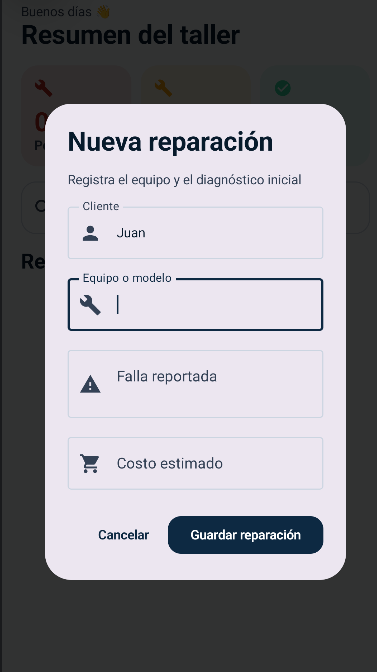 Buenos días 👋
Resumen del taller
0
Nueva reparación
Registra el equipo y el diagnóstico inicial
Cliente
Juan
Equipo o modelo
Falla reportada
Costo estimado
Cancelar
Guardar reparación